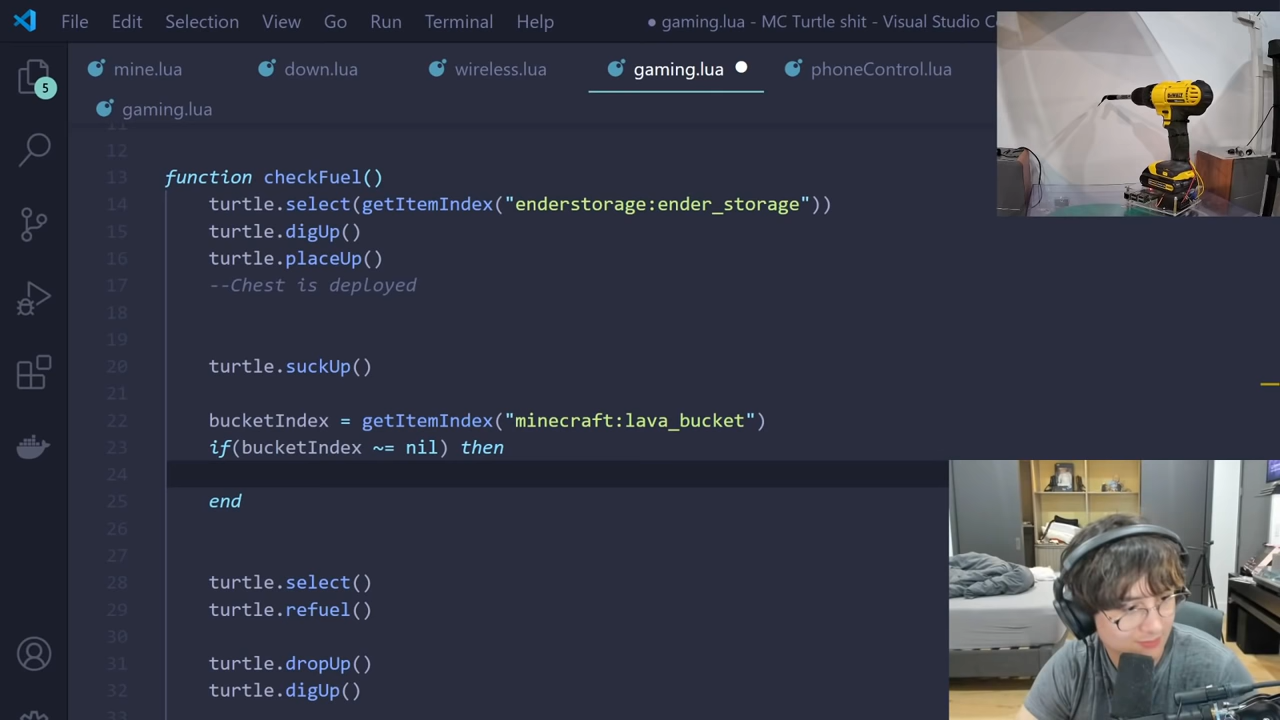 File Edit Selection View Go Run Terminal Help ● gaming.lua - MC Turtle shit - Visual Studio
mine.lua down.lua wireless.lua gaming.lua phoneControl.lua
5
gaming.lua
12
13 function checkFuel()
14 turtle.select(getItemIndex("enderstorage:ender_storage"))
15 turtle.digUp()
16 turtle.placeUp()
17 --Chest is deployed
18
19
20 turtle.suckUp()
21
22 bucketIndex = getItemIndex("minecraft:lava_bucket")
23 if(bucketIndex ~= nil) then
24
25 end
26
27
28 turtle.select()
29 turtle.refuel()
30
31 turtle.dropUp()
32 turtle.digUp()
DEWALT